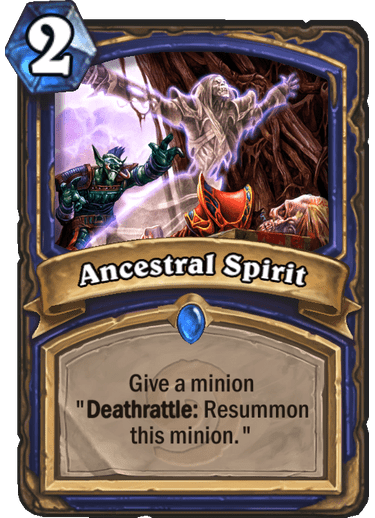 2
Ancestral Spirit
Give a minion
"Deathrattle: Resummon
this minion."